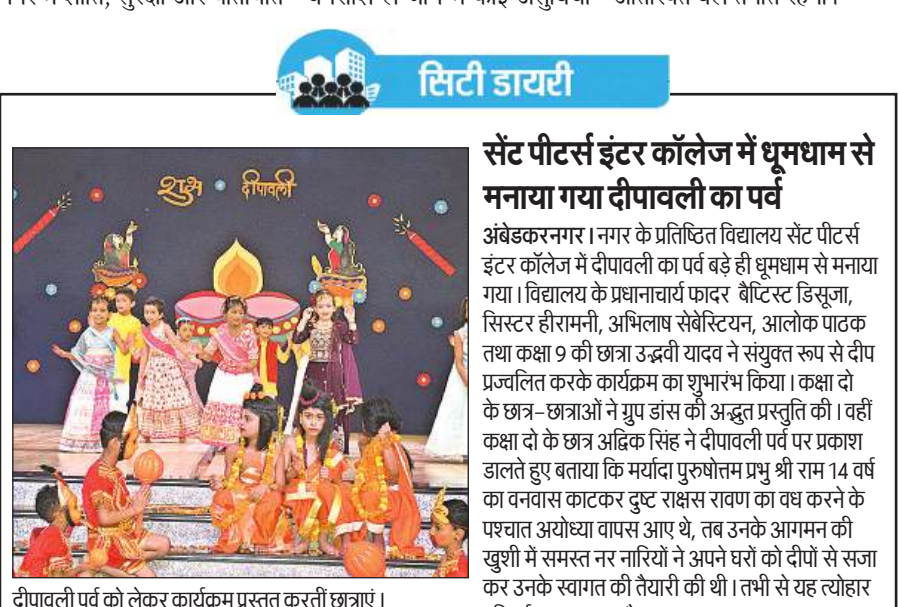 सिटी डायरी
शुभ दीपावली
सेंट पीटर्स इंटर कॉलेज में धूमधाम से
मनाया गया दीपावली का पर्व
अंबेडकरनगर। नगर के प्रतिष्ठित विद्यालय सेंट पीटर्स
इंटर कॉलेज में दीपावली का पर्व बड़े ही धूमधाम से मनाया
गया। विद्यालय के प्रधानाचार्य फादर बैप्टिस्ट डिसूजा,
सिस्टर हीरामनी, अभिलाष सेबेस्टियन, आलोक पाठक
तथा कक्षा 9 की छात्रा उद्भवी यादव ने संयुक्त रूप से दीप
प्रज्वलित करके कार्यक्रम का शुभारंभ किया। कक्षा दो
के छात्र-छात्राओं ने ग्रुप डांस की अद्भुत प्रस्तुति की। वहीं
कक्षा दो के छात्र अद्विक सिंह ने दीपावली पर्व पर प्रकाश
डालते हुए बताया कि मर्यादा पुरुषोत्तम प्रभु श्री राम 14 वर्ष
का वनवास काटकर दुष्ट राक्षस रावण का वध करने के
पश्चात अयोध्या वापस आए थे, तब उनके आगमन की
खुशी में समस्त नर नारियों ने अपने घरों को दीपों से सजा
कर उनके स्वागत की तैयारी की थी। तभी से यह त्योहार
दीपावली पर्व को लेकर कार्यक्रम प्रस्तुत करतीं छात्राएं।